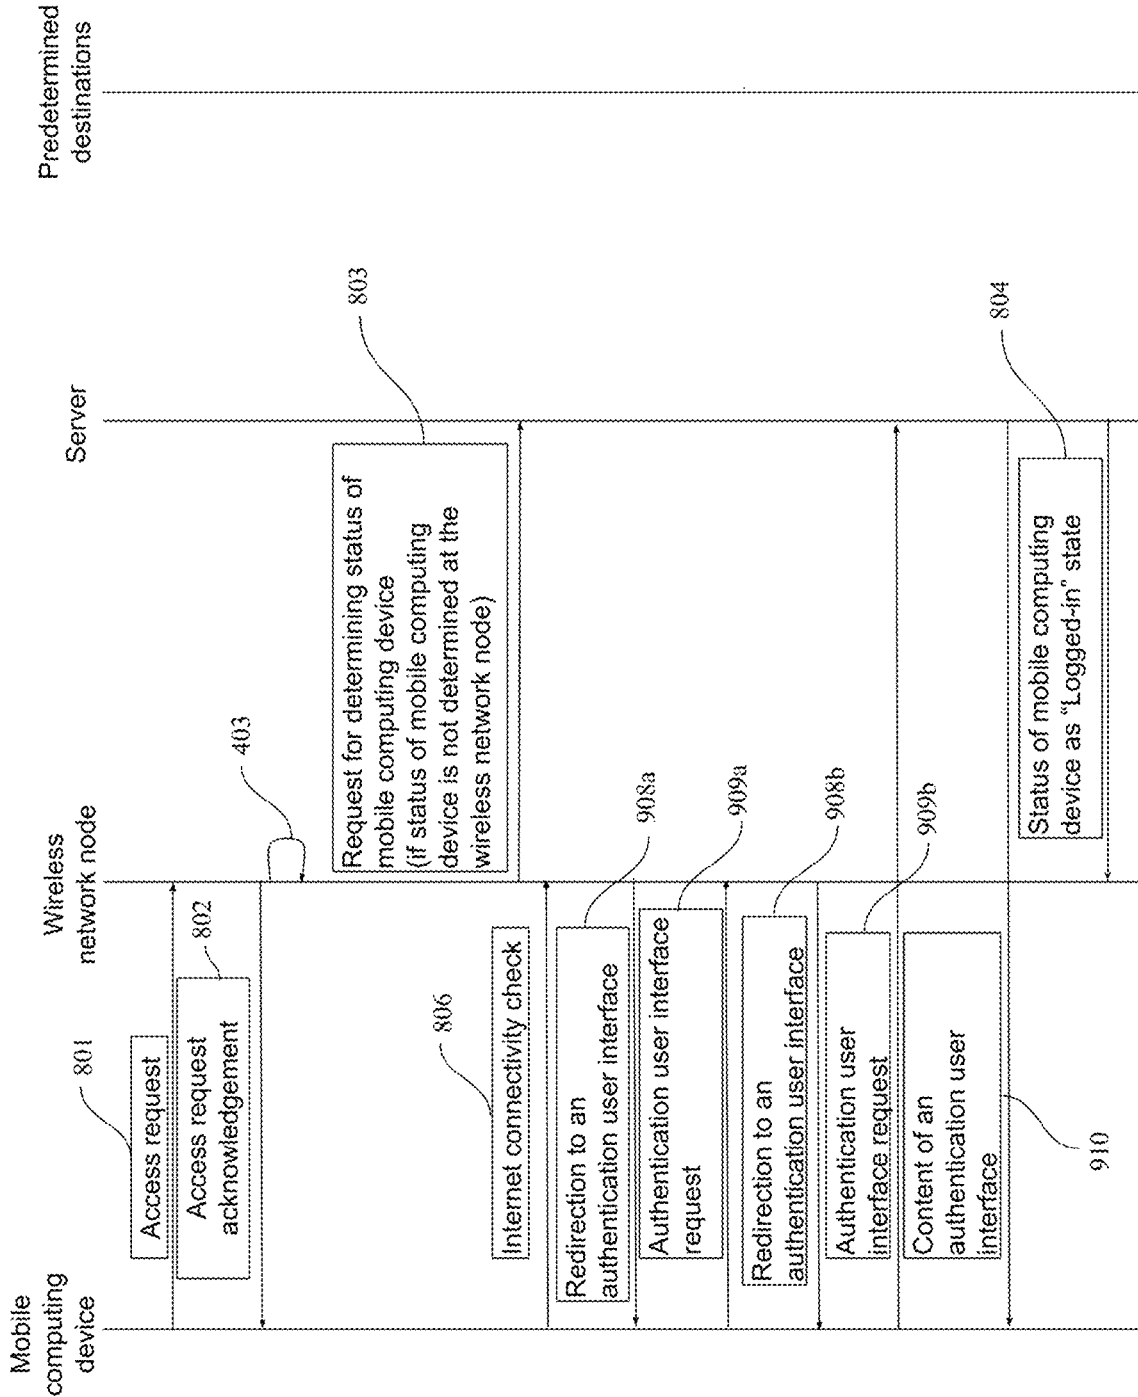 Mobile
computing
device
Wireless
network node
Server
Predetermined
destinations
801
Access request
802
Access request
acknowledgement
403
803
Request for determining status of
mobile computing device
(if status of mobile computing
device is not determined at the
wireless network node)
806
Internet connectivity check
908a
Redirection to an
authentication user interface
909a
Authentication user interface
request
908b
Redirection to an
authentication user interface
909b
Authentication user
interface request
Content of an
authentication user
interface
910
804
Status of mobile computing
device as “Logged-in” state